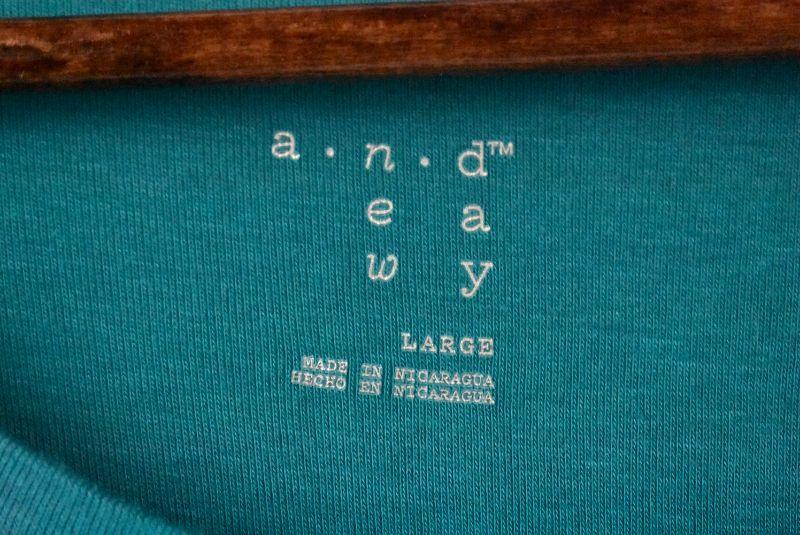 a · n · d™
e a
w y
LARGE
MADE IN NICARAGUA
HECHO EN NICARAGUA